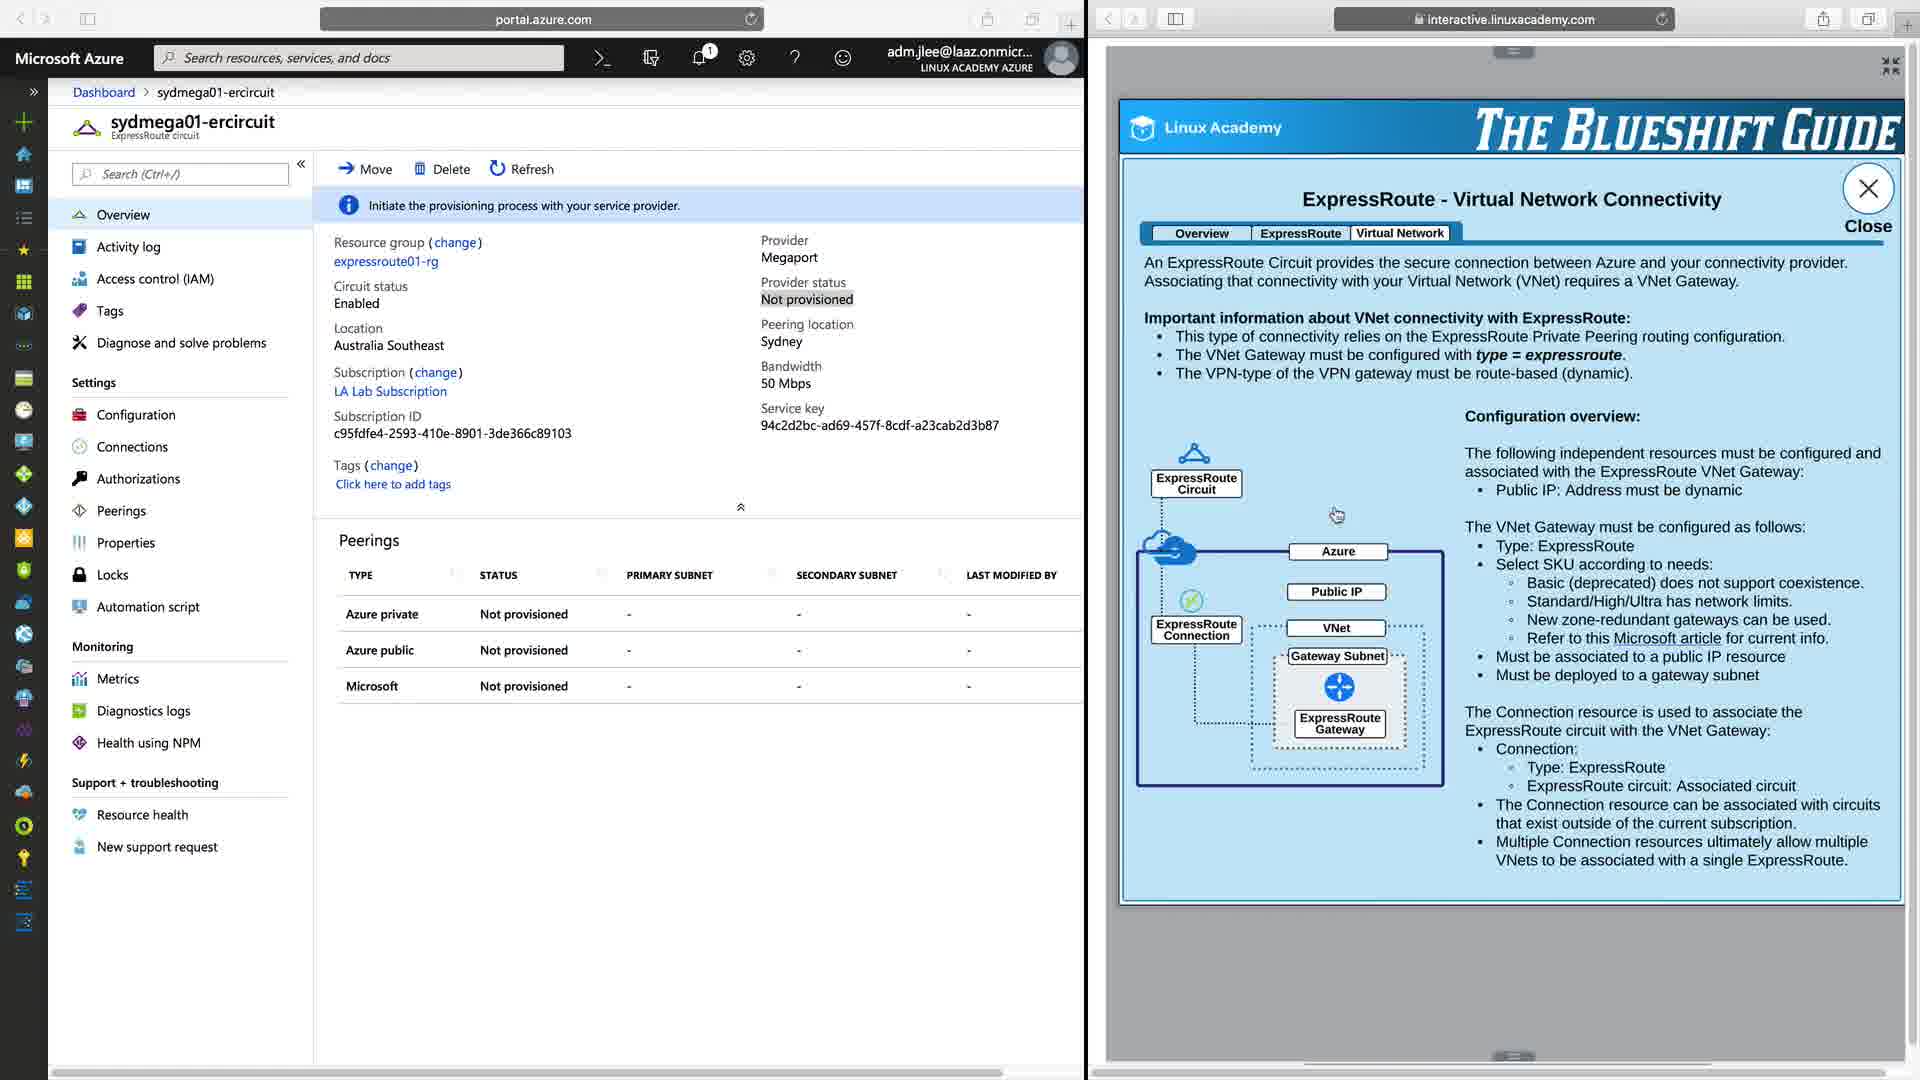 portal.azure.com
Microsoft Azure
Search resources, services, and docs
1
adm.jlee@laaz.onmicr...
LINUX ACADEMY AZURE
Dashboard > sydmega01-ercircuit
sydmega01-ercircuit
ExpressRoute circuit
Search (Ctrl+/)
Overview
Activity log
Access control (IAM)
Tags
Diagnose and solve problems
Settings
Configuration
Connections
Authorizations
Peerings
Properties
Locks
Automation script
Monitoring
Metrics
Diagnostics logs
Health using NPM
Support + troubleshooting
Resource health
New support request
Move
Delete
Refresh
Initiate the provisioning process with your service provider.
Resource group (change)
expressroute01-rg
Circuit status
Enabled
Location
Australia Southeast
Subscription (change)
LA Lab Subscription
Subscription ID
c95fdfe4-2593-410e-8901-3de366c89103
Tags (change)
Click here to add tags
Provider
Megaport
Provider status
Not provisioned
Peering location
Sydney
Bandwidth
50 Mbps
Service key
94c2d2bc-ad69-457f-8cdf-a23cab2d3b87
Peerings
TYPE STATUS PRIMARY SUBNET SECONDARY SUBNET LAST MODIFIED BY
Azure private Not provisioned - - -
Azure public Not provisioned - - -
Microsoft Not provisioned - - -
interactive.linuxacademy.com
Linux Academy
THE BLUESHIFT GUIDE
ExpressRoute - Virtual Network Connectivity
Close
Overview
ExpressRoute
Virtual Network
An ExpressRoute Circuit provides the secure connection between Azure and your connectivity provider.
Associating that connectivity with your Virtual Network (VNet) requires a VNet Gateway.
Important information about VNet connectivity with ExpressRoute:
• This type of connectivity relies on the ExpressRoute Private Peering routing configuration.
• The VNet Gateway must be configured with type = expressroute.
• The VPN-type of the VPN gateway must be route-based (dynamic).
ExpressRoute
Circuit
Azure
Public IP
ExpressRoute
Connection
VNet
Gateway Subnet
ExpressRoute
Gateway
Configuration overview:
The following independent resources must be configured and
associated with the ExpressRoute VNet Gateway:
• Public IP: Address must be dynamic
The VNet Gateway must be configured as follows:
• Type: ExpressRoute
• Select SKU according to needs:
◦ Basic (deprecated) does not support coexistence.
◦ Standard/High/Ultra has network limits.
◦ New zone-redundant gateways can be used.
◦ Refer to this Microsoft article for current info.
• Must be associated to a public IP resource
• Must be deployed to a gateway subnet
The Connection resource is used to associate the
ExpressRoute circuit with the VNet Gateway:
• Connection:
◦ Type: ExpressRoute
◦ ExpressRoute circuit: Associated circuit
• The Connection resource can be associated with circuits
that exist outside of the current subscription.
• Multiple Connection resources ultimately allow multiple
VNets to be associated with a single ExpressRoute.